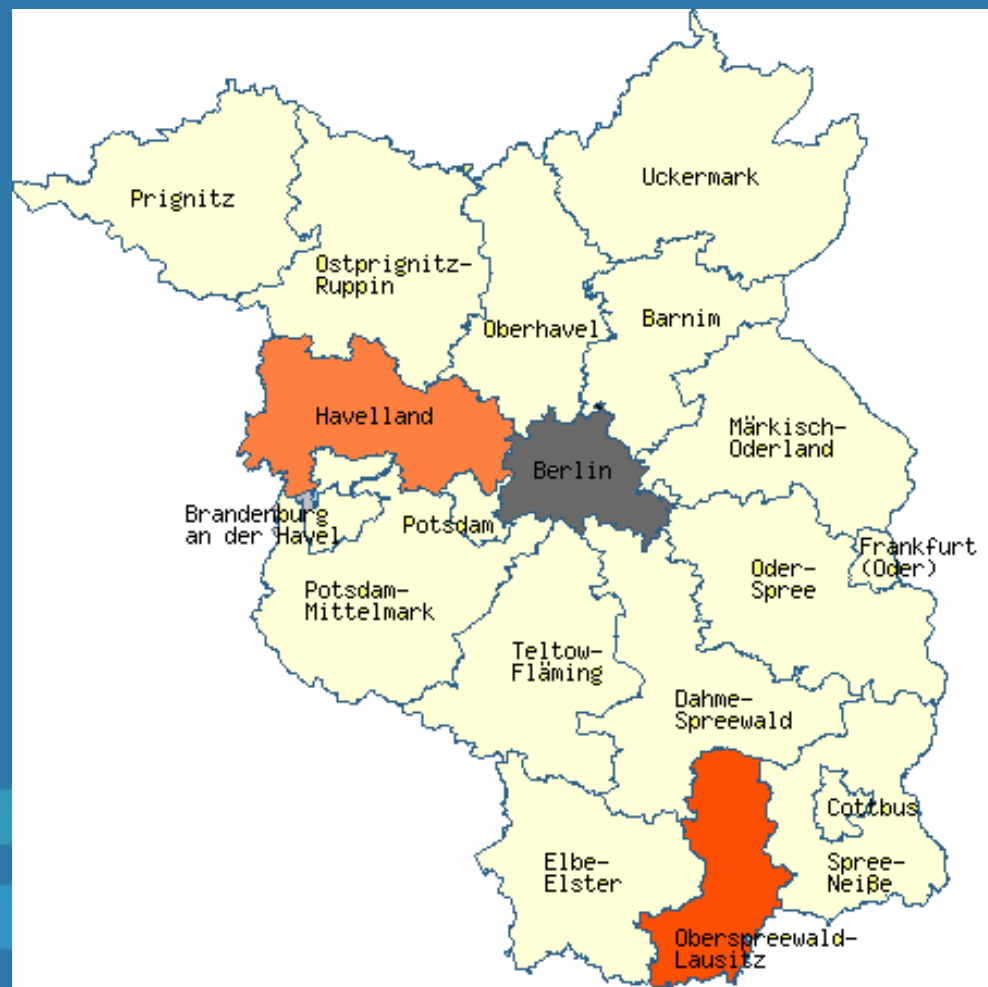 Uckermark
Prignitz
Ostprignitz-
Ruppin
Oberhavel
Barnim
Havelland
Märkisch-
Oderland
Berlin
Brandenburg
an der Havel
Potsdam
Frankfurt
(Oder)
Oder-
Spree
Potsdam-
Mittelmark
Teltow-
Fläming
Dahme-
Spreewald
Cottbus
Elbe-
Elster
Spree-
Neiße
Oberspreewald-
Lausitz